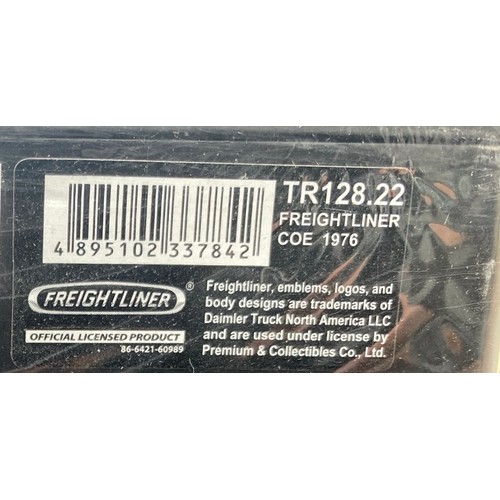 TR128.22
FREIGHTLINER
COE 1976
4 895102 337842
FREIGHTLINER®
OFFICIAL LICENSED PRODUCT
86-6421-60989
Freightliner, emblems, logos, and
body designs are trademarks of
Daimler Truck North America LLC
and are used under license by
Premium & Collectibles Co., Ltd.